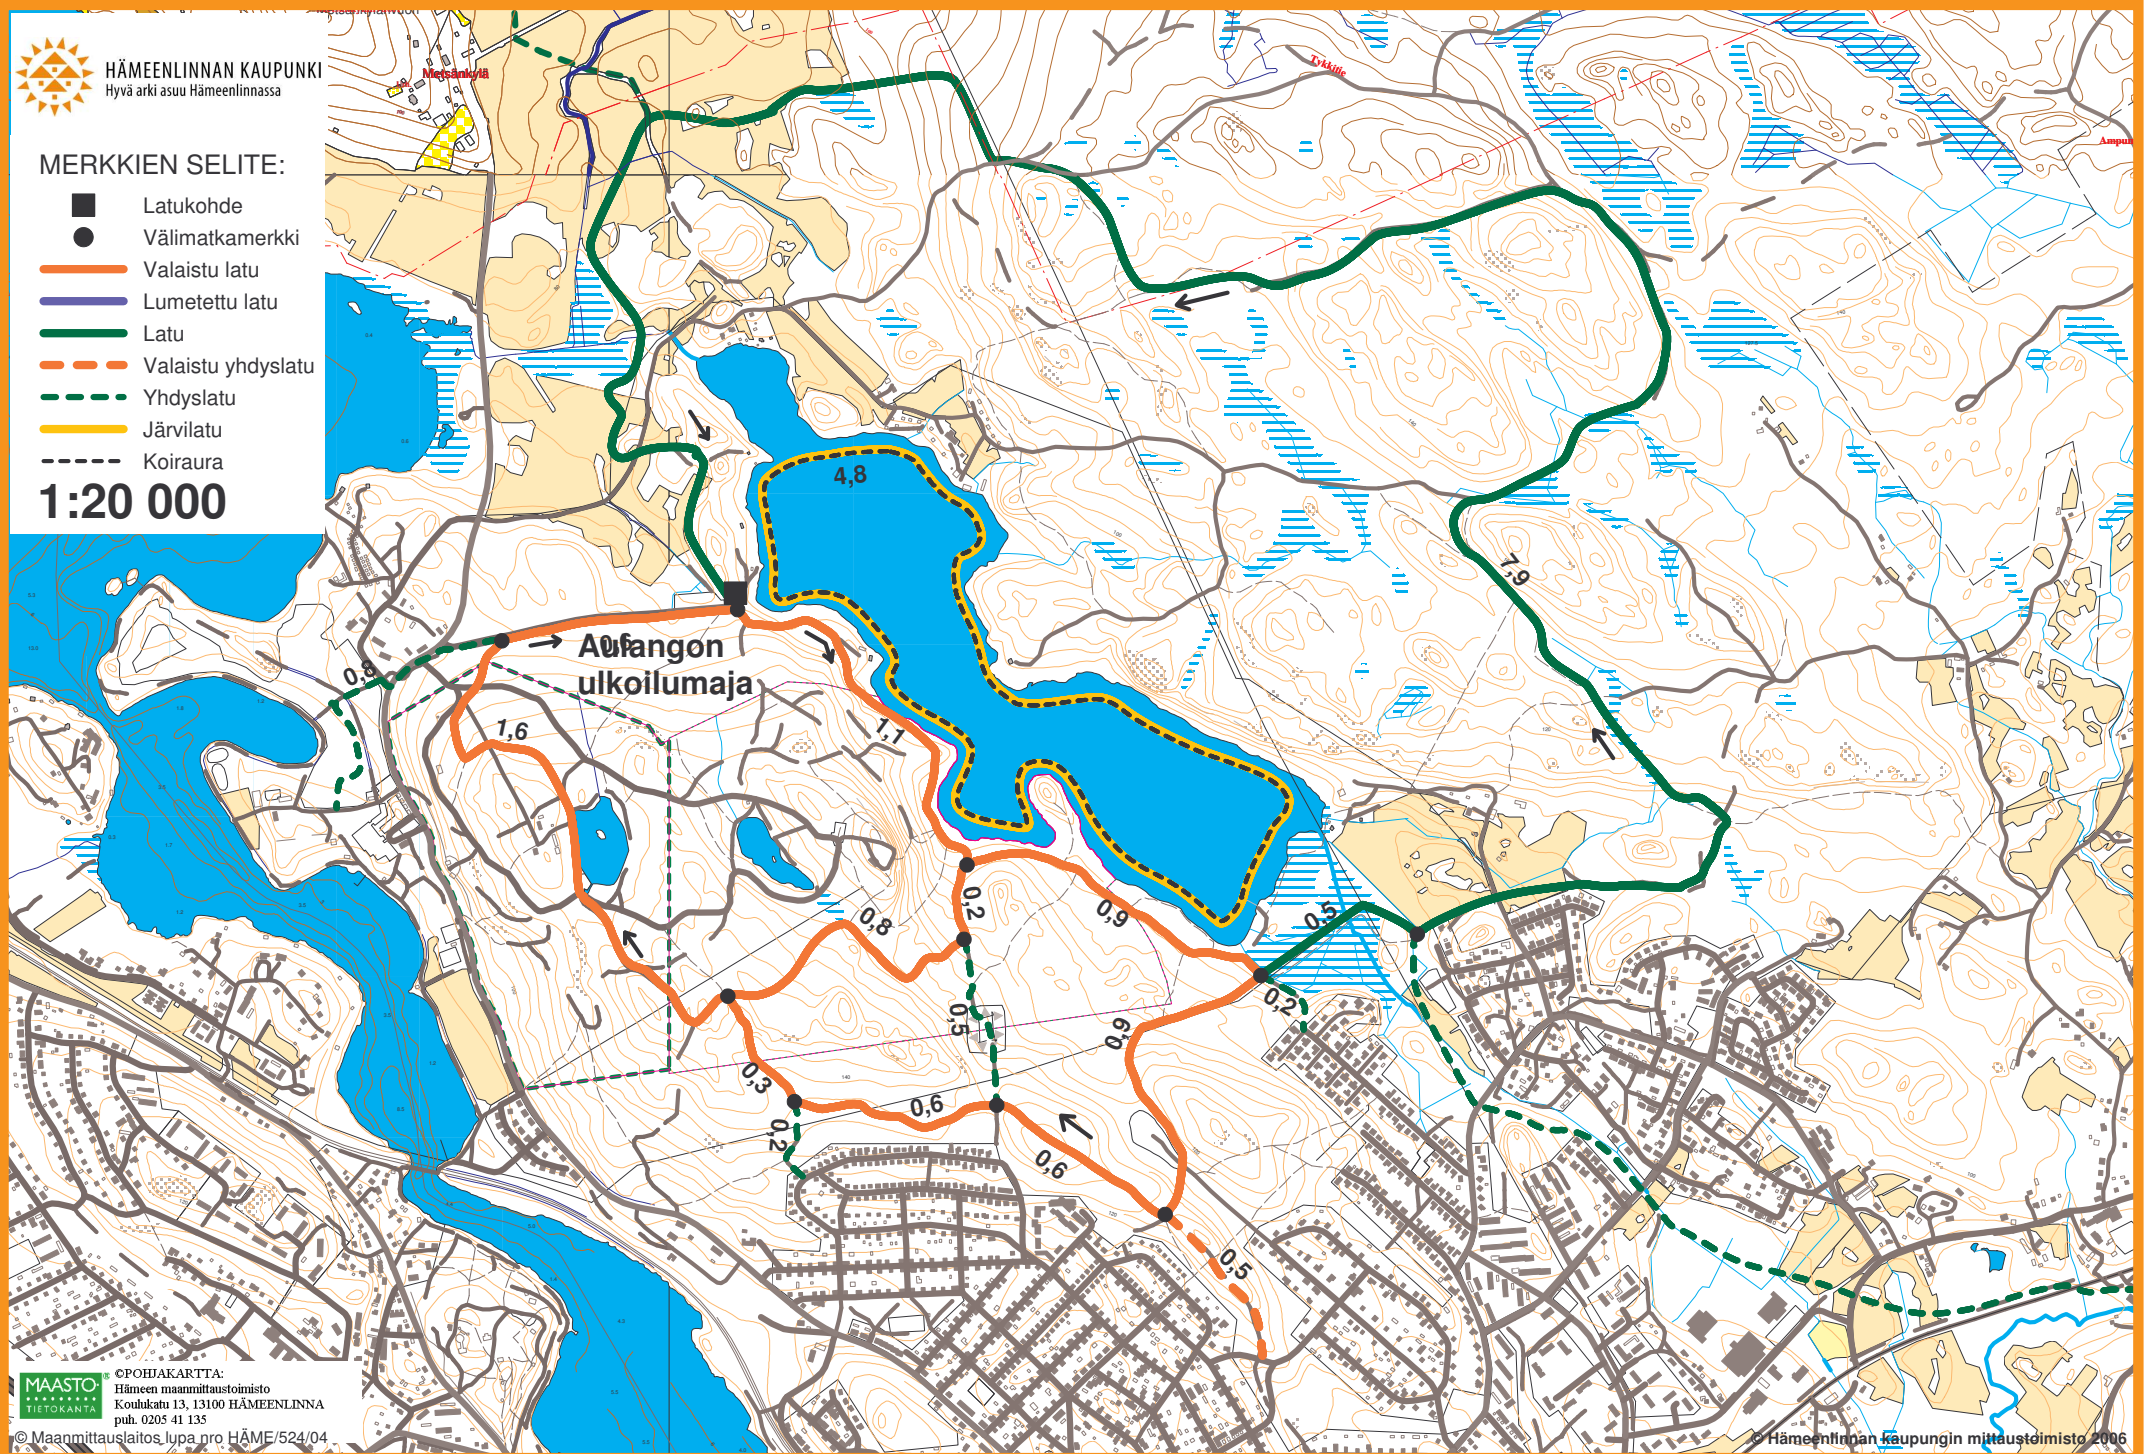 HÄMEENLINNAN KAUPUNKI
Hyvä arki asuu Hämeenlinnassa
MERKKIEN SELITE:
Latukohde
Välimatkamerkki
Valaistu latu
Lumetettu latu
Latu
Valaistu yhdyslatu
Yhdyslatu
Järvilatu
Koiraura
1:20 000
Metsänkylä
Tykkitie
4,8
7,9
0,6
Aulangon
ulkoilumaja
0,8
1,6
1,1
0,2
0,8
0,9
0,5
0,2
0,5
0,9
0,3
0,6
0,2
0,6
0,5
MAASTO-
TIETOKANTA
©POHJAKARTTA:
Hämeen maanmittaustoimisto
Koulukatu 13, 13100 HÄMEENLINNA
puh. 0205 41 135
© Maanmittauslaitos lupa nro HÄME/524/04
© Hämeenlinnan kaupungin mittaustoimisto 2006